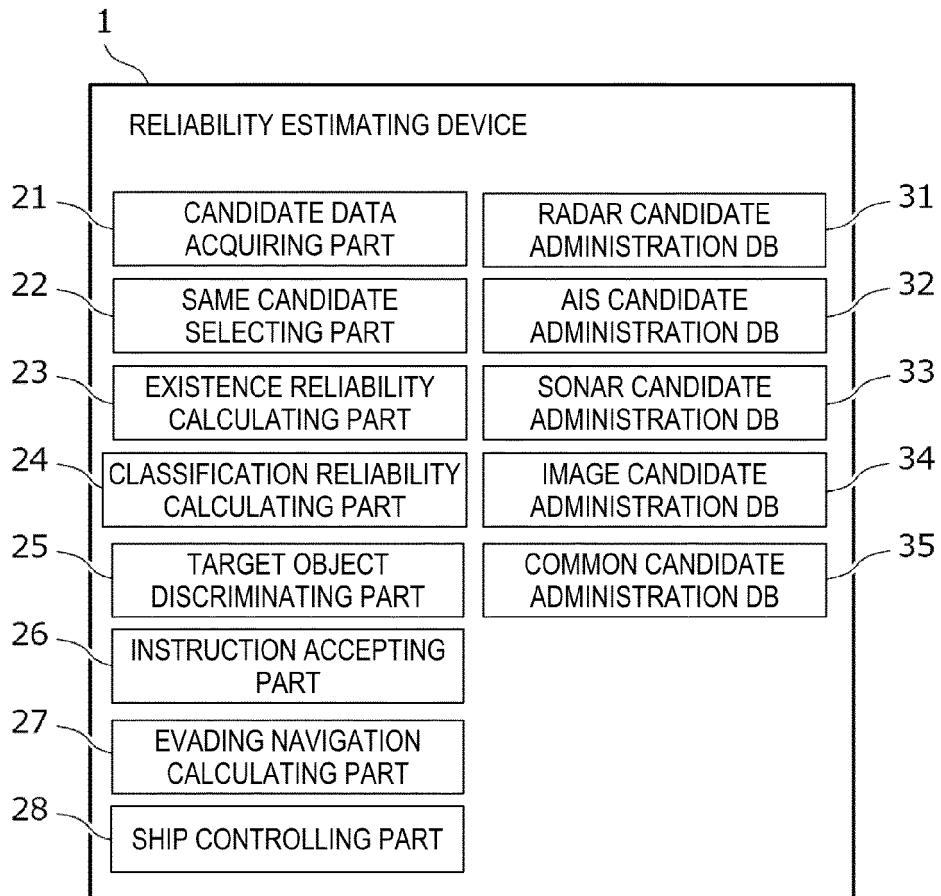 1
RELIABILITY ESTIMATING DEVICE
21
CANDIDATE DATA
ACQUIRING PART
RADAR CANDIDATE
ADMINISTRATION DB
31
22
SAME CANDIDATE
SELECTING PART
AIS CANDIDATE
ADMINISTRATION DB
32
23
EXISTENCE RELIABILITY
CALCULATING PART
SONAR CANDIDATE
ADMINISTRATION DB
33
24
CLASSIFICATION RELIABILITY
CALCULATING PART
IMAGE CANDIDATE
ADMINISTRATION DB
34
25
TARGET OBJECT
DISCRIMINATING PART
COMMON CANDIDATE
ADMINISTRATION DB
35
26
INSTRUCTION ACCEPTING
PART
27
EVADING NAVIGATION
CALCULATING PART
28
SHIP CONTROLLING PART